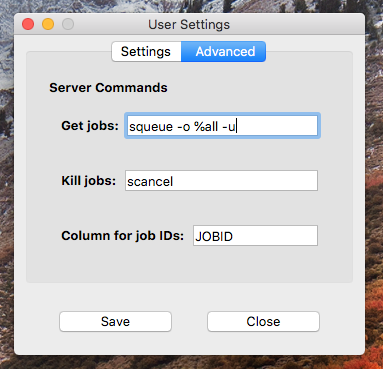 User Settings
Settings Advanced
Server Commands
Get jobs: squeue -o %all -u
Kill jobs: scancel
Column for job IDs: JOBID
Save Close